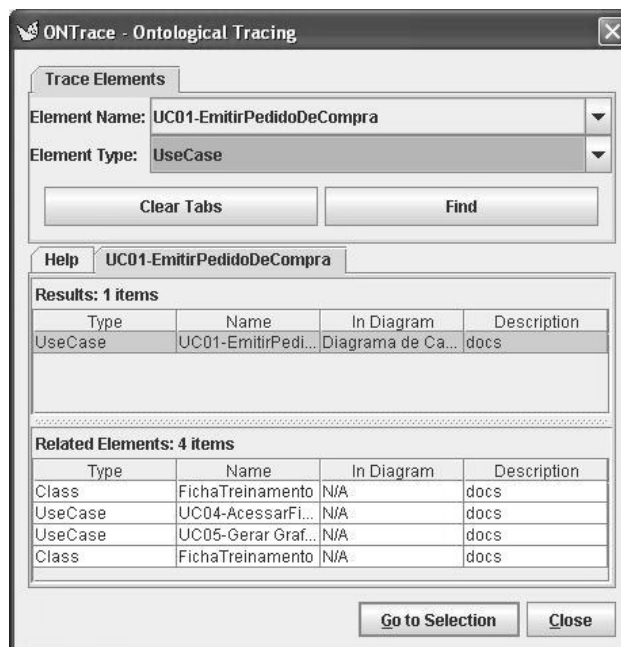 ONTrace - Ontological Tracing
Trace Elements
Element Name: UC01-EmitirPedidoDeCompra
Element Type: UseCase
Clear Tabs Find
Help UC01-EmitirPedidoDeCompra
Results: 1 items
Type Name In Diagram Description
UseCase UC01-EmitirPedi... Diagrama de Ca... docs
Related Elements: 4 items
Type Name In Diagram Description
Class FichaTreinamento N/A docs
UseCase UC04-AcessarFi... N/A docs
UseCase UC05-Gerar Graf... N/A docs
Class FichaTreinamento N/A docs
Go to Selection Close